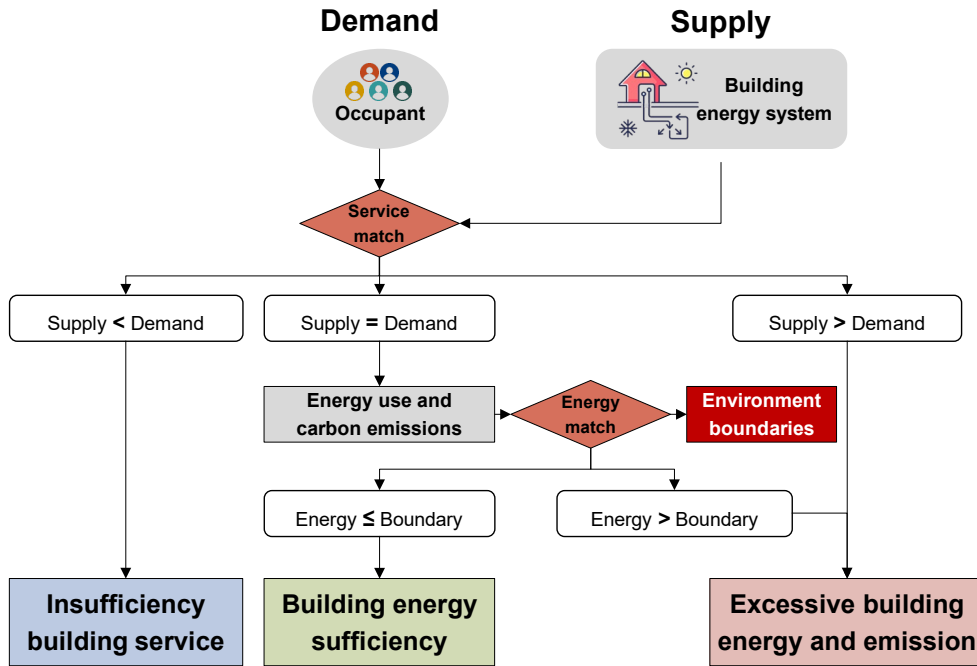 Demand
Supply
Occupant
Building
energy system
Service
match
Supply < Demand
Supply = Demand
Supply > Demand
Energy use and
carbon emissions
Energy
match
Environment
boundaries
Energy ≤ Boundary
Energy > Boundary
Insufficiency
building service
Building energy
sufficiency
Excessive building
energy and emission